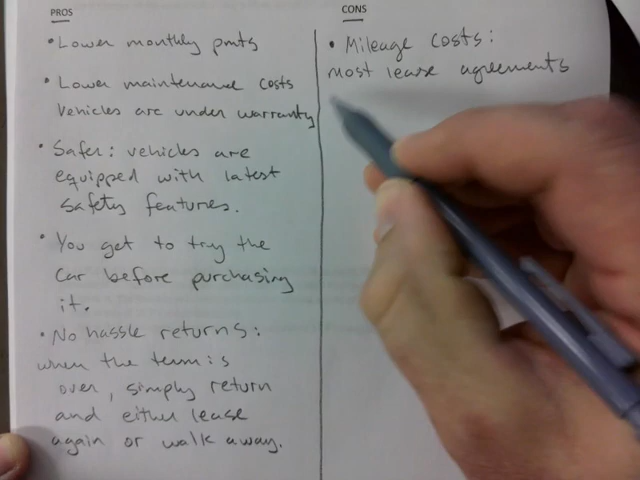 PROS
• Lower monthly pmts
• Lower maintenance costs
Vehicles are under warranty
• Safer: vehicles are
equipped with latest
safety features.
• You get to try the
car before purchasing
it.
• No hassle returns:
when the term is
over, simply return
and either lease
again or walk away.
CONS
• Mileage costs:
most lease agreements